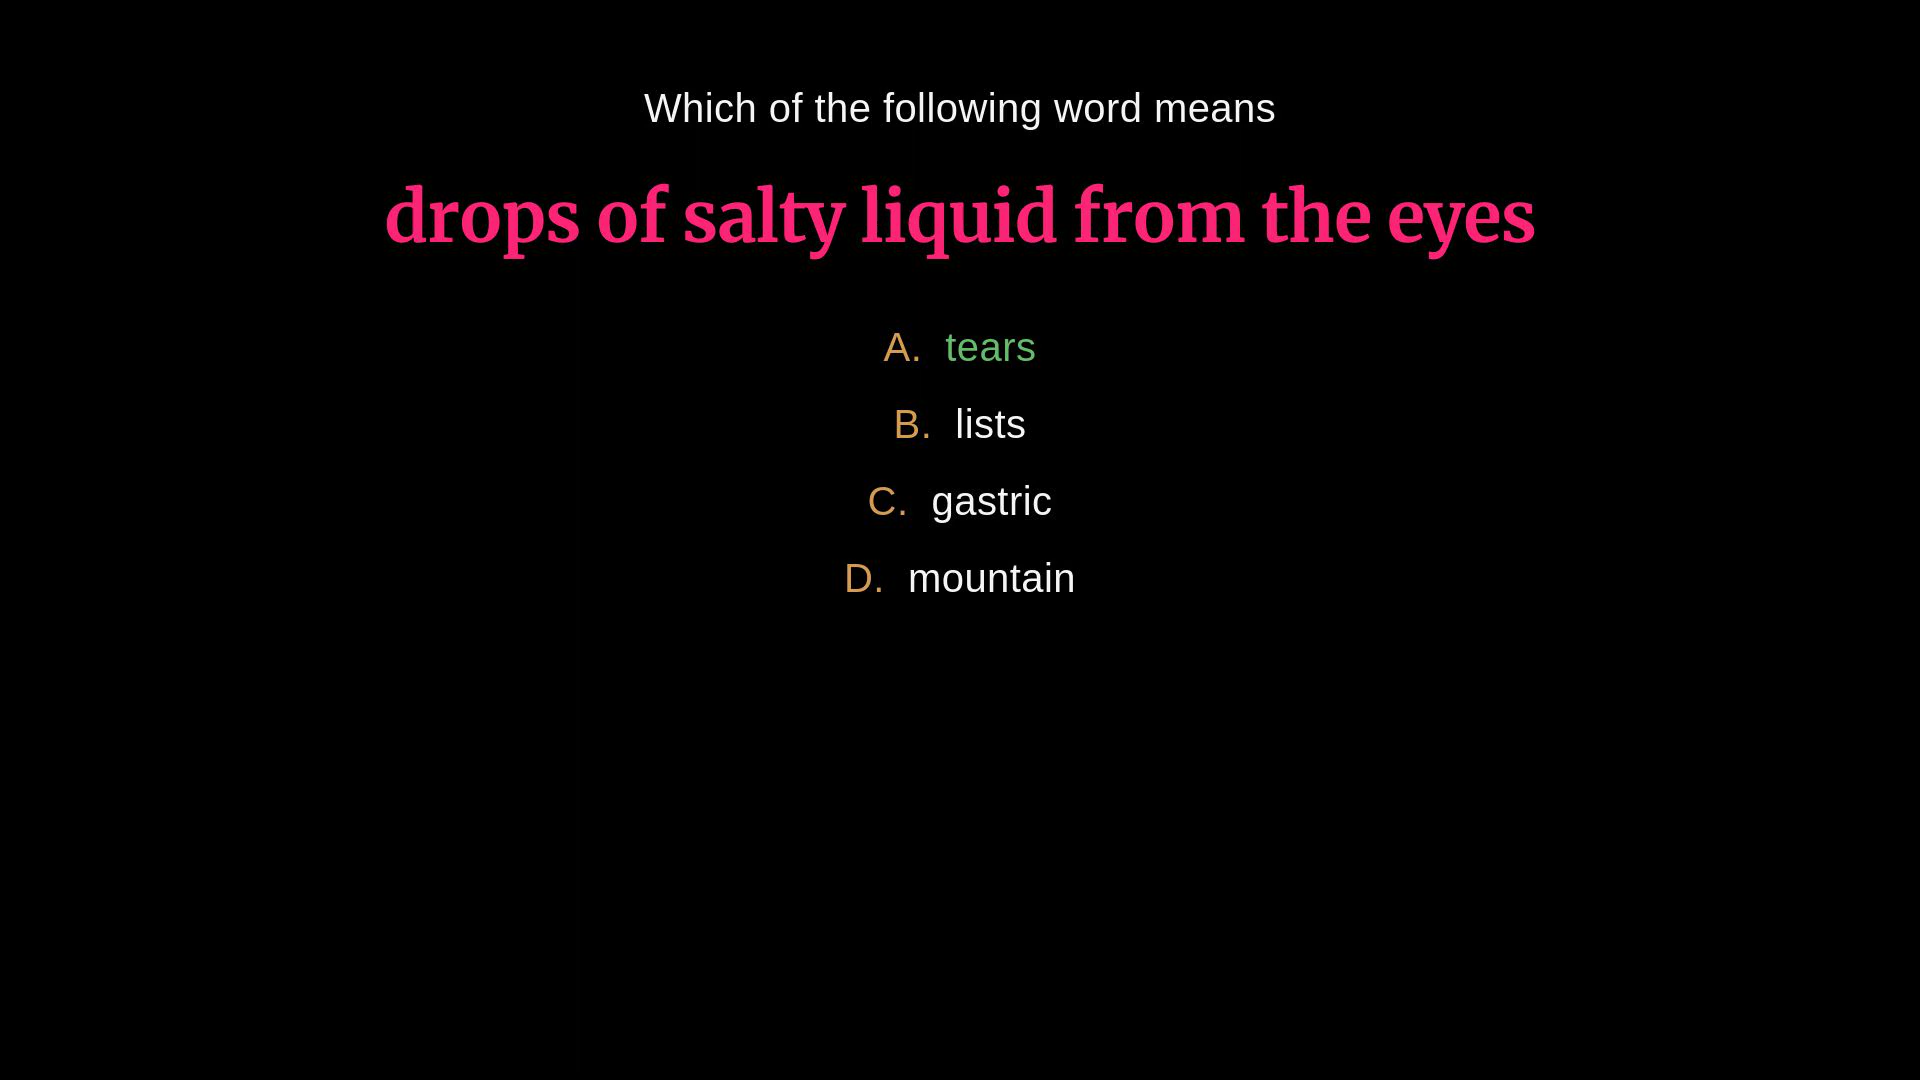 Which of the following word means
drops of salty liquid from the eyes
A. tears
B. lists
C. gastric
D. mountain